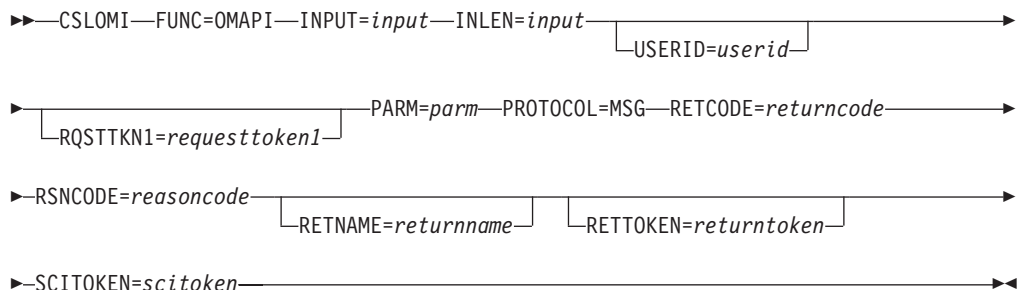 CSLOMI FUNC=OMAPI INPUT=input INLEN=input
USERID=userid
PARM=parm PROTOCOL=MSG RETCODE=returncode
RQSTTKN1=requesttoken1
RSNCODE=reasoncode
RETNAME=returnname RETTOKEN=returntoken
SCITOKEN=scitoken